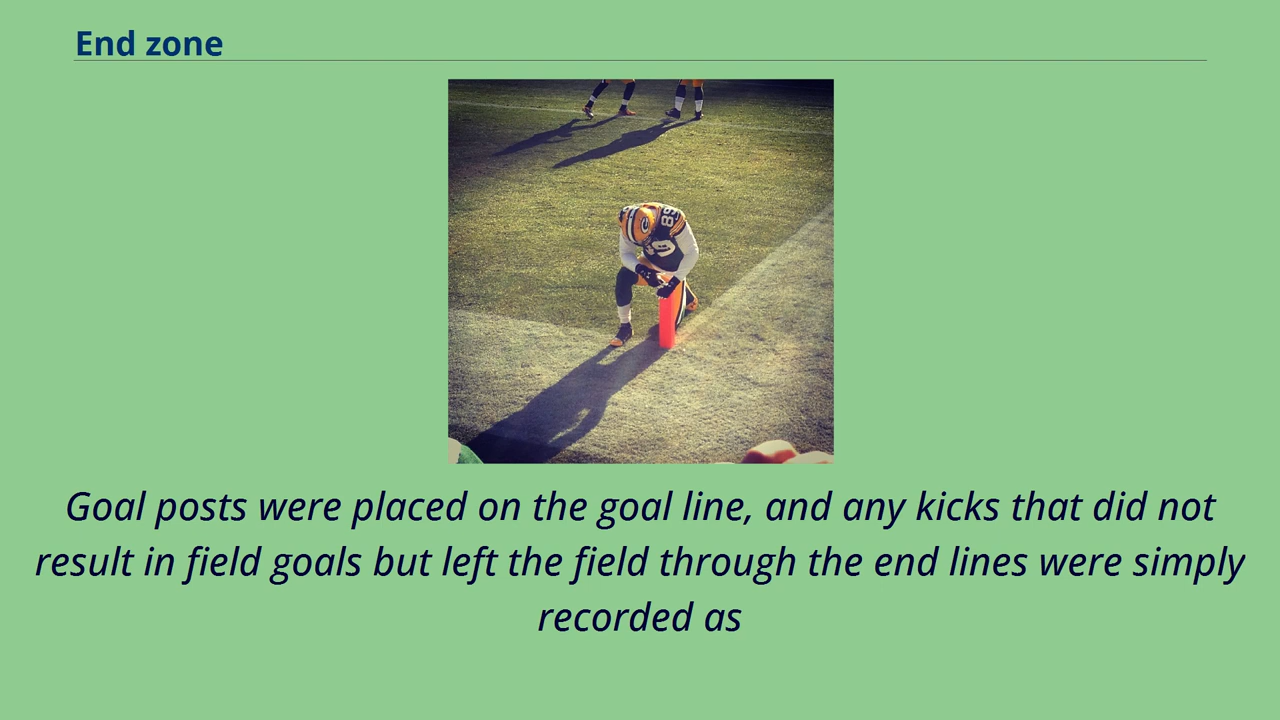 End zone
89
G
Goal posts were placed on the goal line, and any kicks that did not
result in field goals but left the field through the end lines were simply
recorded as